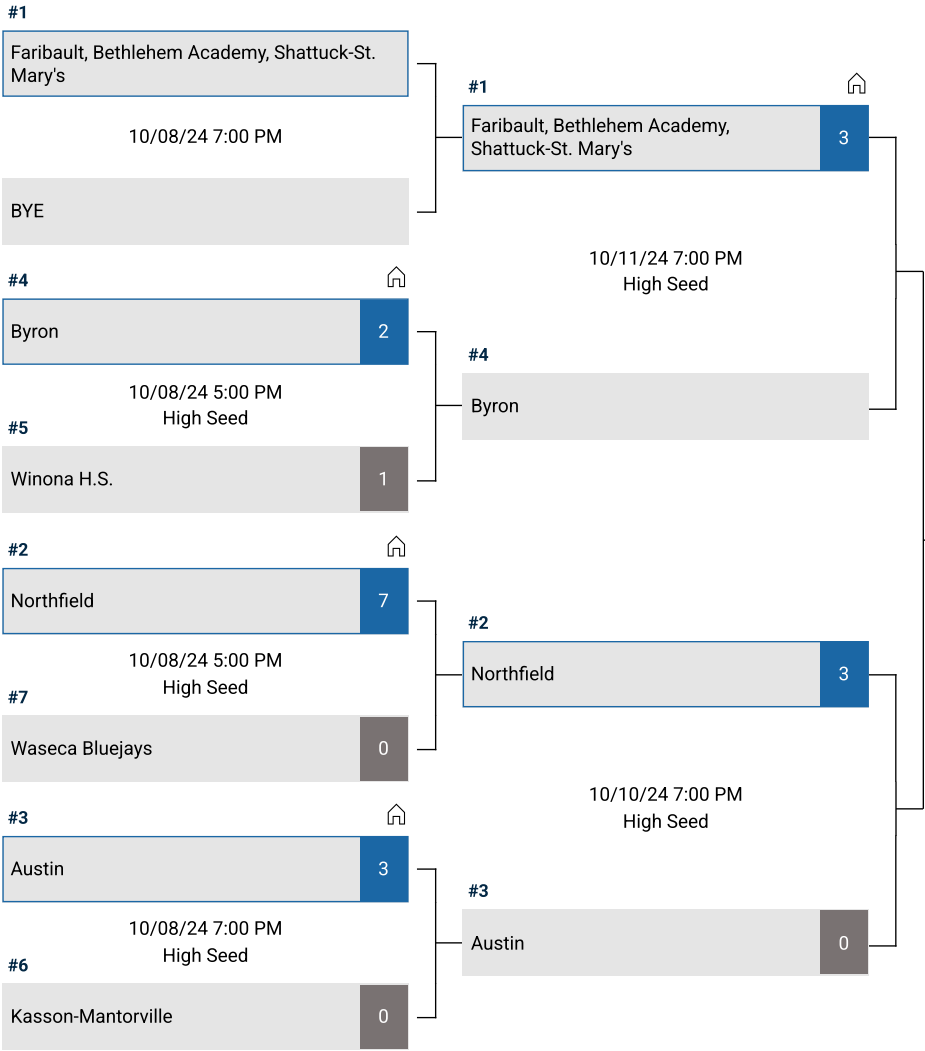 #1
Faribault, Bethlehem Academy, Shattuck-St.
Mary's
10/08/24 7:00 PM
BYE
#4
Byron
2
10/08/24 5:00 PM
High Seed
#5
Winona H.S.
1
#2
Northfield
7
10/08/24 5:00 PM
High Seed
#7
Waseca Bluejays
0
#3
Austin
3
10/08/24 7:00 PM
High Seed
#6
Kasson-Mantorville
0
#1
Faribault, Bethlehem Academy,
Shattuck-St. Mary's
3
10/11/24 7:00 PM
High Seed
#4
Byron
#2
Northfield
3
10/10/24 7:00 PM
High Seed
#3
Austin
0